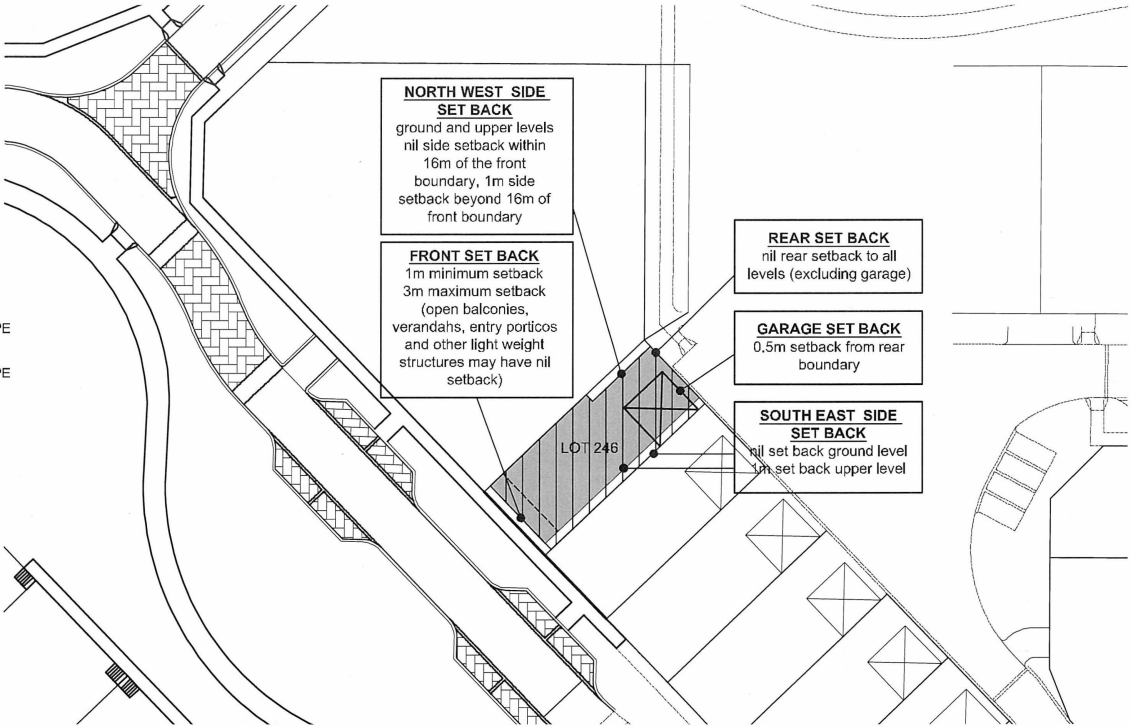 NORTH WEST SIDE
SET BACK
ground and upper levels
nil side setback within
16m of the front
boundary, 1m side
setback beyond 16m of
front boundary
FRONT SET BACK
1m minimum setback
3m maximum setback
(open balconies,
verandahs, entry porticos
and other light weight
structures may have nil
setback)
REAR SET BACK
nil rear setback to all
levels (excluding garage)
GARAGE SET BACK
0.5m setback from rear
boundary
SOUTH EAST SIDE
SET BACK
nil set back ground level
1m set back upper level
LOT 246
PE
PE